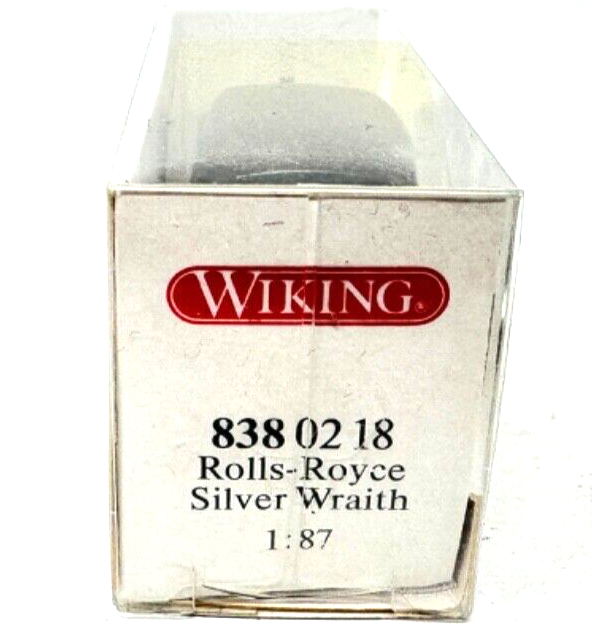 WIKING®
838 02 18
Rolls-Royce
Silver Wraith
1:87